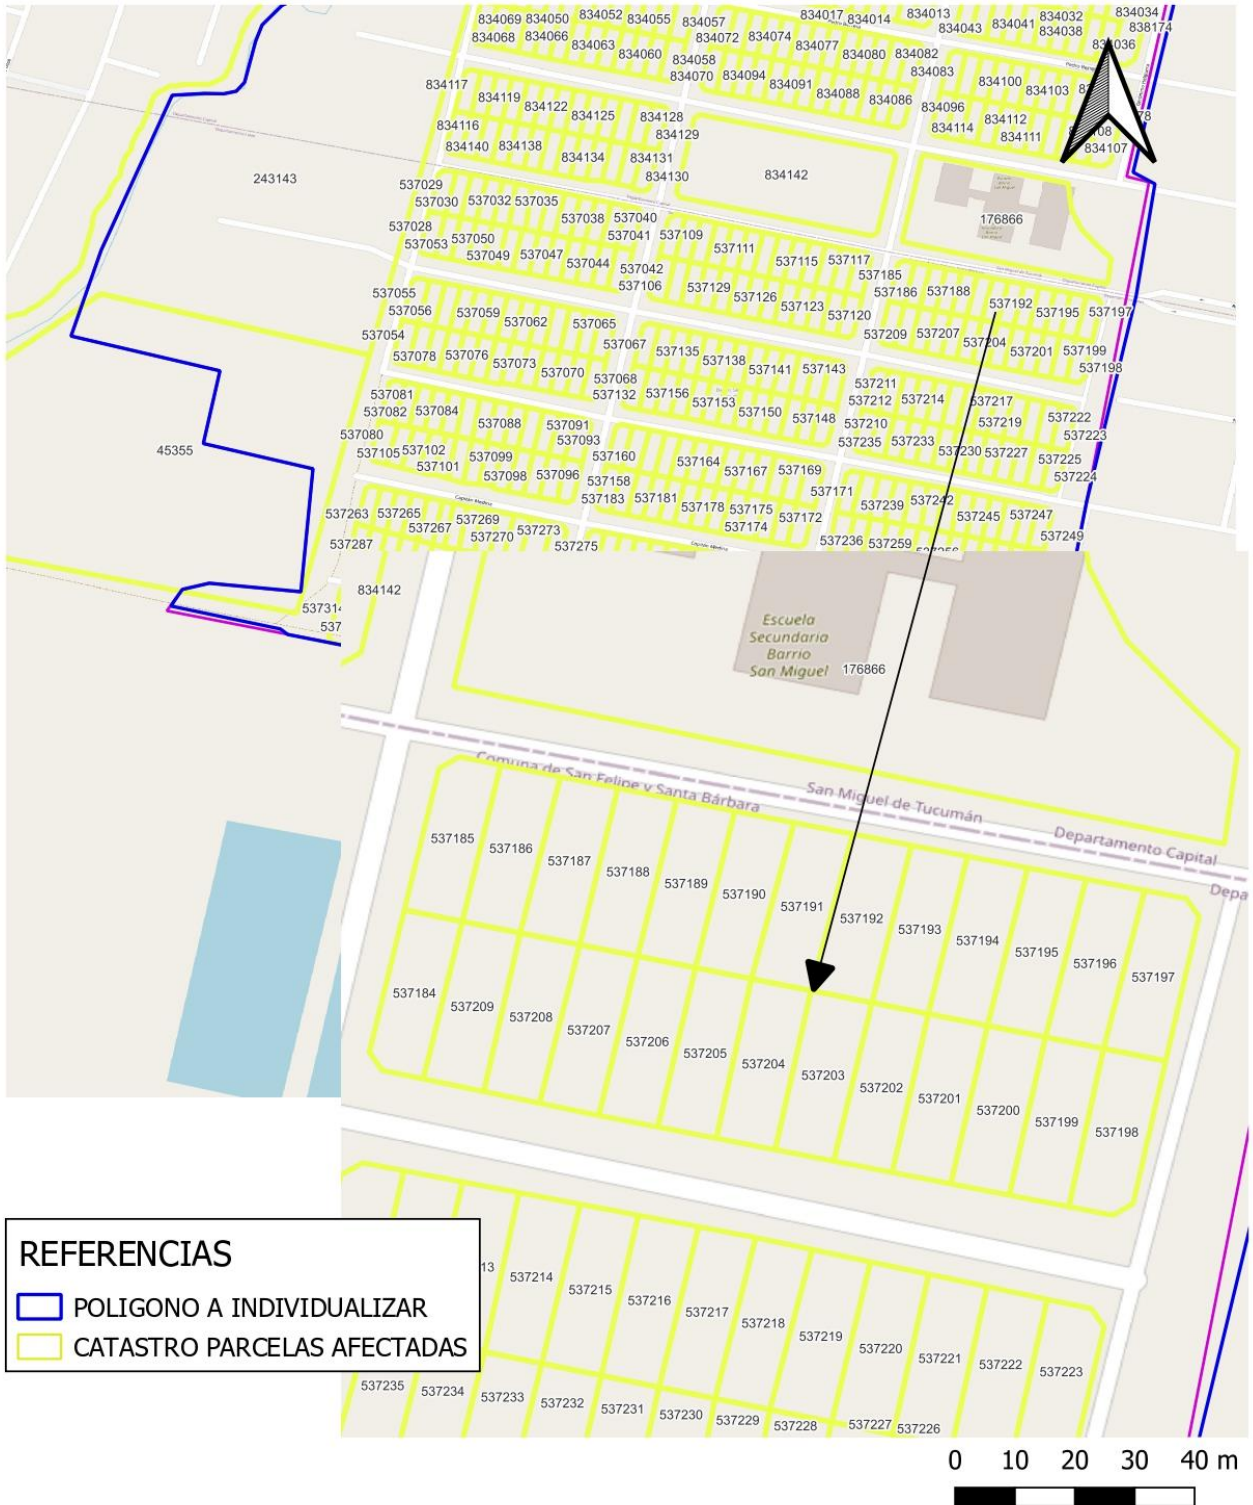 834069 834050 834052 834055 834057 834017 834014 834013 834043 834041 834032 834034
834068 834066 834063 834060 834072 834074 834077 834080 834082 834038 838174
834058 834083
834070 834094 834091 834088 834086 834096 834100 834103
834117 834119 834122 834125 834128 834114 834112 834111
834116 834129 834107
834140 834138 834134 834131
834130 834142
243143
176866
537029
537030 537032 537035 537038 537040
537028 537041 537109 537111 537115 537117
537053 537050 537049 537047 537044 537042 537185
537106 537129 537126 537123 537120 537186 537188 537192 537195 537197
537055
537056 537059 537062 537065 537067 537209 537207 537204 537201 537199
537054 537198
537078 537076 537073 537070 537068 537135 537138 537141 537143
537132 537156 537153 537150 537148
537211
537212 537214 537217 537219 537222
537210 537223
537235 537233 537230 537227 537225
537224
537081
537082 537084 537088 537091
537093
537080
537105 537102 537101 537099 537098 537096
537160 537164 537167 537169
537158
537183 537181 537178 537175 537172
537174
537171
537239 537242 537245 537247
537236 537259 537249
45355
Capitán Medina
537263 537265 537267 537269 537270 537273
537287 537275
Capitán Medina
834142
537314
Escuela
Secundaria
Barrio
San Miguel
176866
Comuna de San Felipe y Santa Bárbara
San Miguel de Tucumán
Departamento Capital
Depa
537185 537186 537187 537188 537189 537190 537191 537192 537193 537194 537195 537196 537197
537184 537209 537208 537207 537206 537205 537204 537203 537202 537201 537200 537199 537198
13 537214 537215 537216 537217 537218 537219 537220 537221 537222 537223
537235 537234 537233 537232 537231 537230 537229 537228 537227 537226
REFERENCIAS
POLIGONO A INDIVIDUALIZAR
CATASTRO PARCELAS AFECTADAS
0 10 20 30 40 m